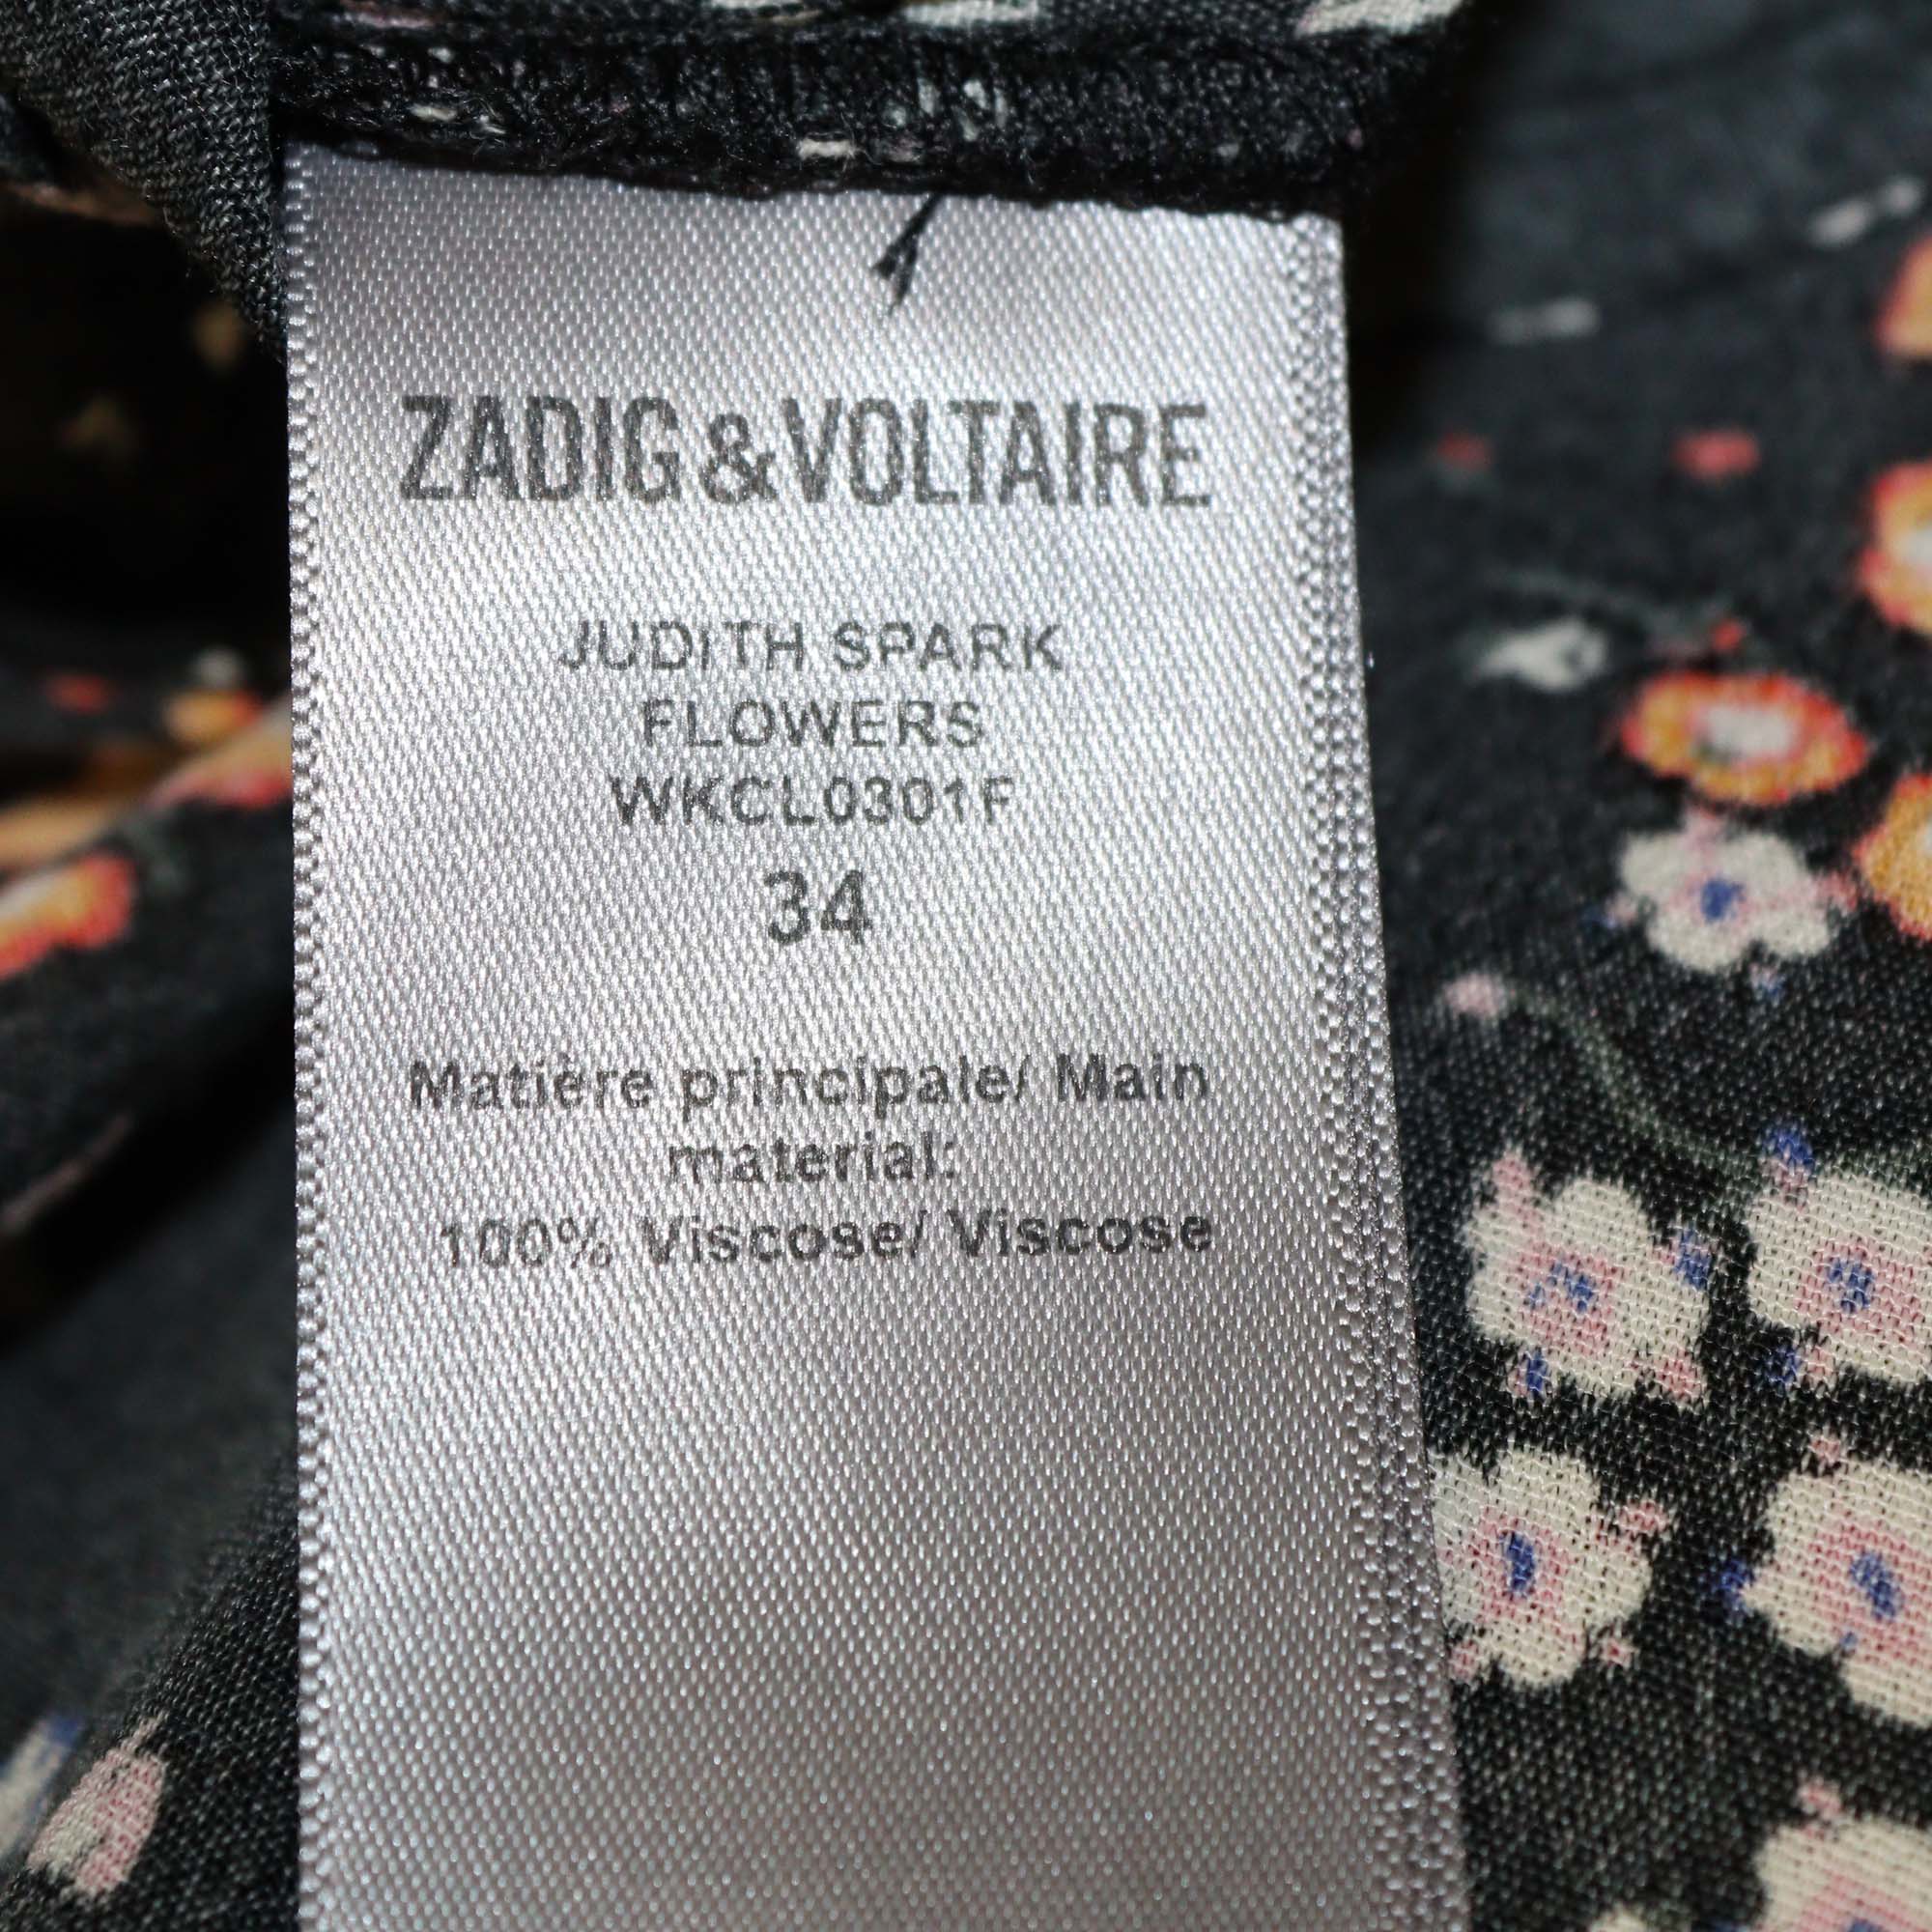 ZADIG&VOLTAIRE
JUDITH SPARK
FLOWERS
WKCL0301F
34
Matière principale/ Main
material:
100% Viscose/ Viscose